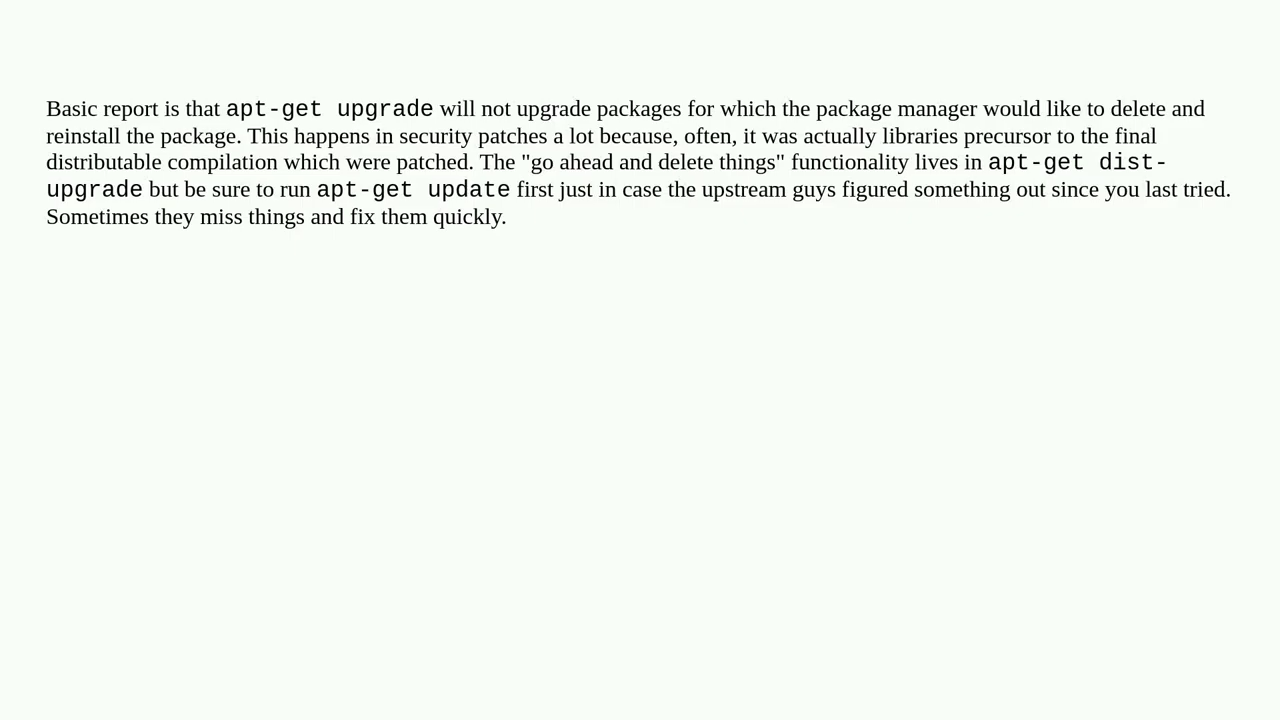 Basic report is that apt-get upgrade will not upgrade packages for which the package manager would like to delete and
reinstall the package. This happens in security patches a lot because, often, it was actually libraries precursor to the final
distributable compilation which were patched. The "go ahead and delete things" functionality lives in apt-get dist-
upgrade but be sure to run apt-get update first just in case the upstream guys figured something out since you last tried.
Sometimes they miss things and fix them quickly.